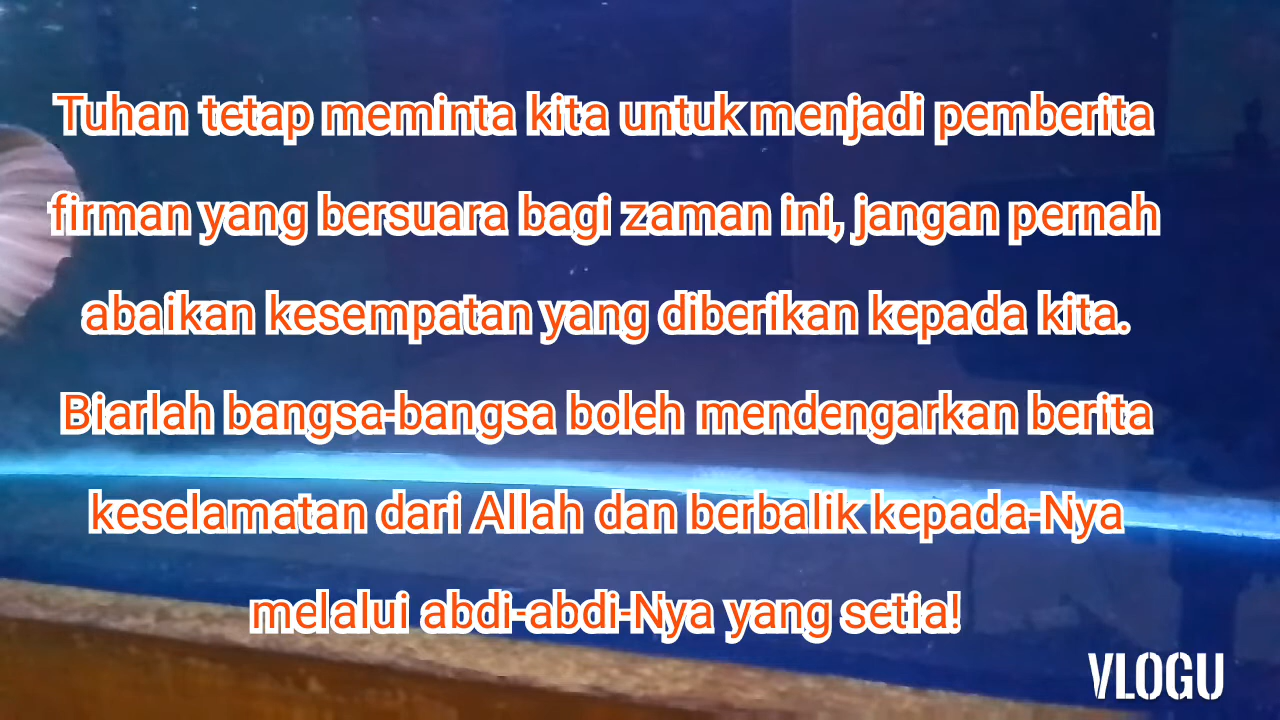 Tuhan tetap meminta kita untuk menjadi pemberita
firman yang bersuara bagi zaman ini, jangan pernah
abaikan kesempatan yang diberikan kepada kita.
Biarlah bangsa-bangsa boleh mendengarkan berita
keselamatan dari Allah dan berbalik kepada-Nya
melalui abdi-abdi-Nya yang setia!
VLOGU